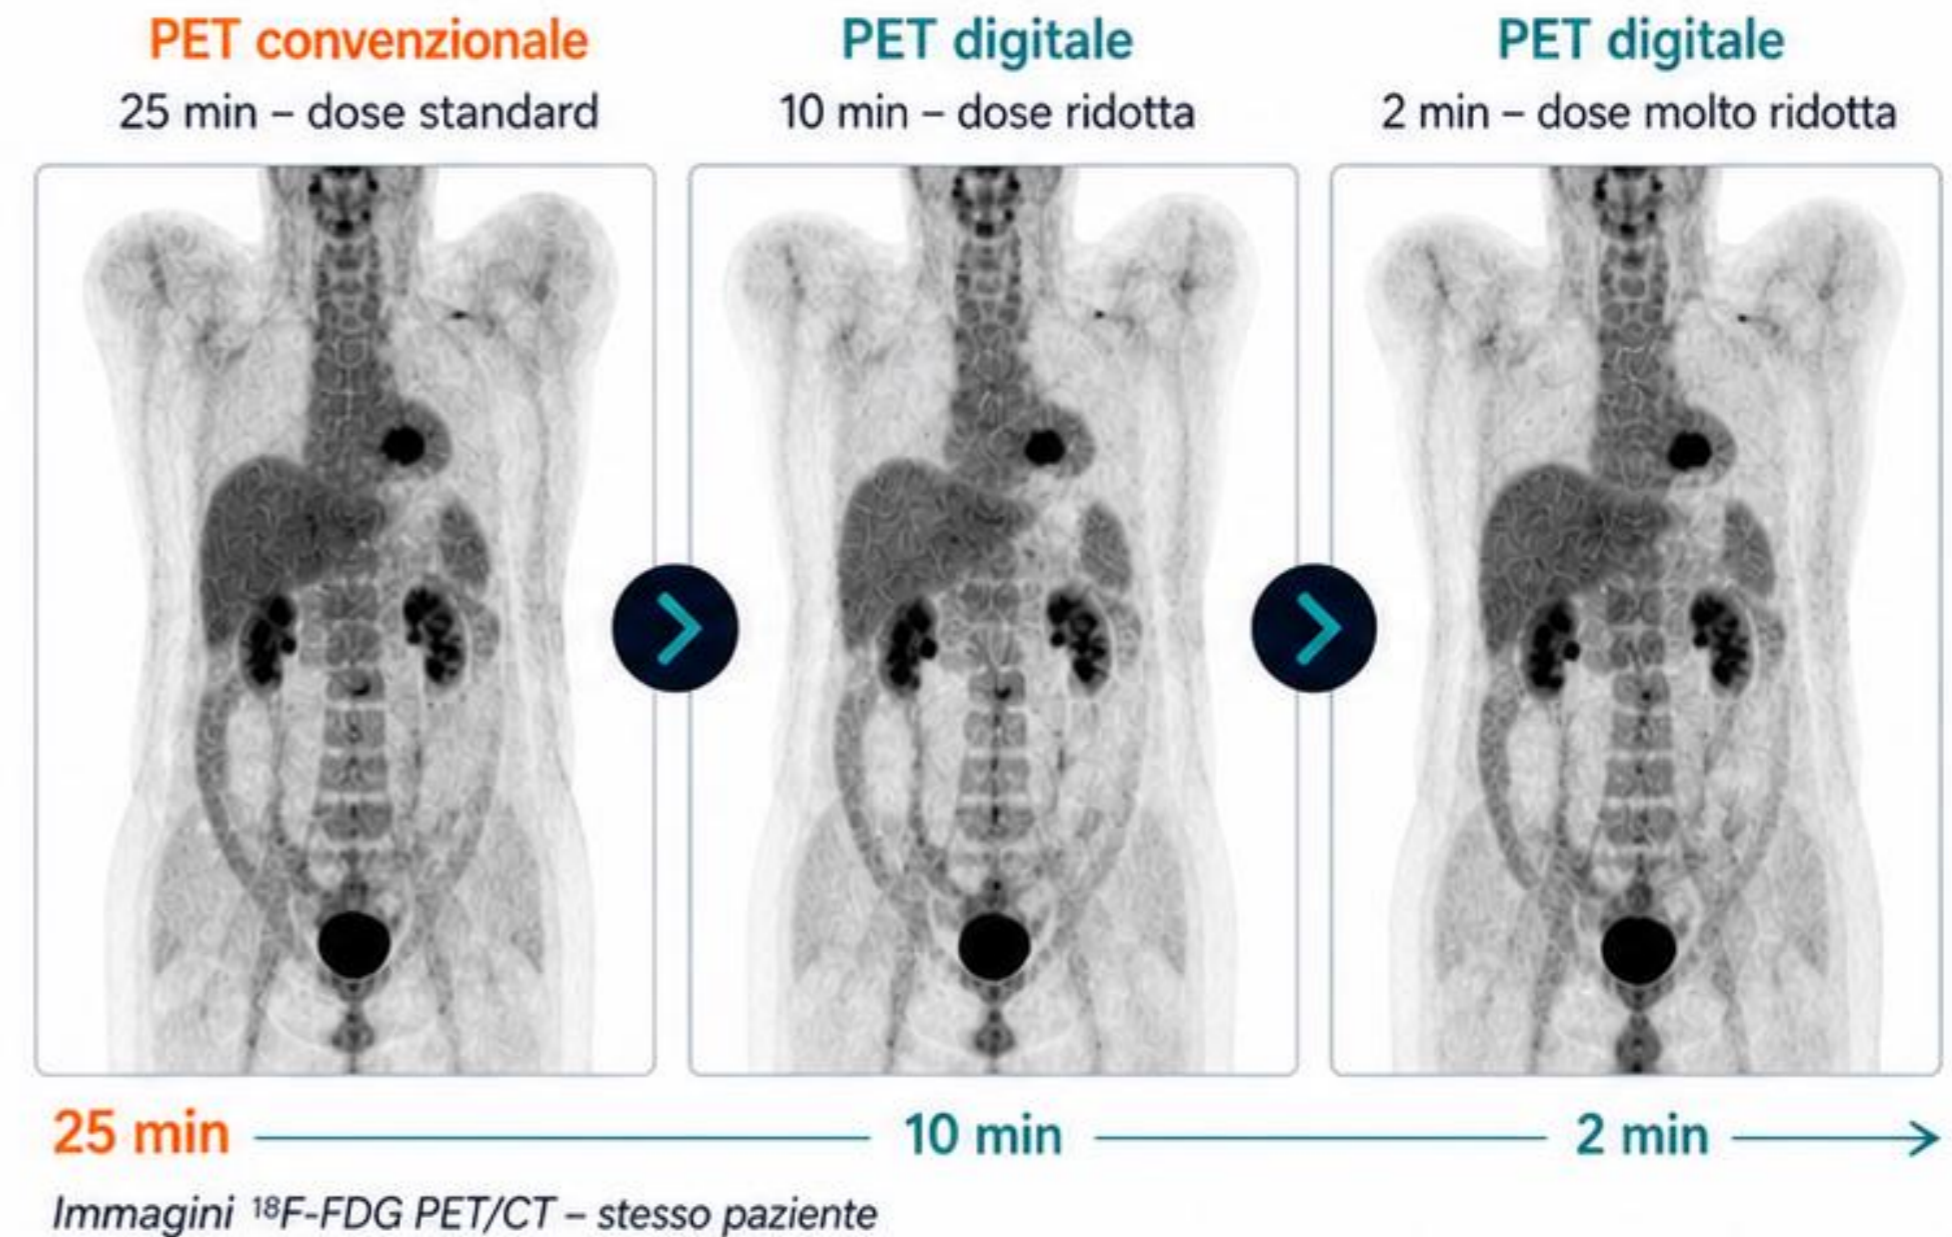 PET convenzionale
25 min – dose standard
PET digitale
10 min – dose ridotta
PET digitale
2 min – dose molto ridotta
25 min
10 min
2 min
Immagini ¹⁸F-FDG PET/CT – stesso paziente